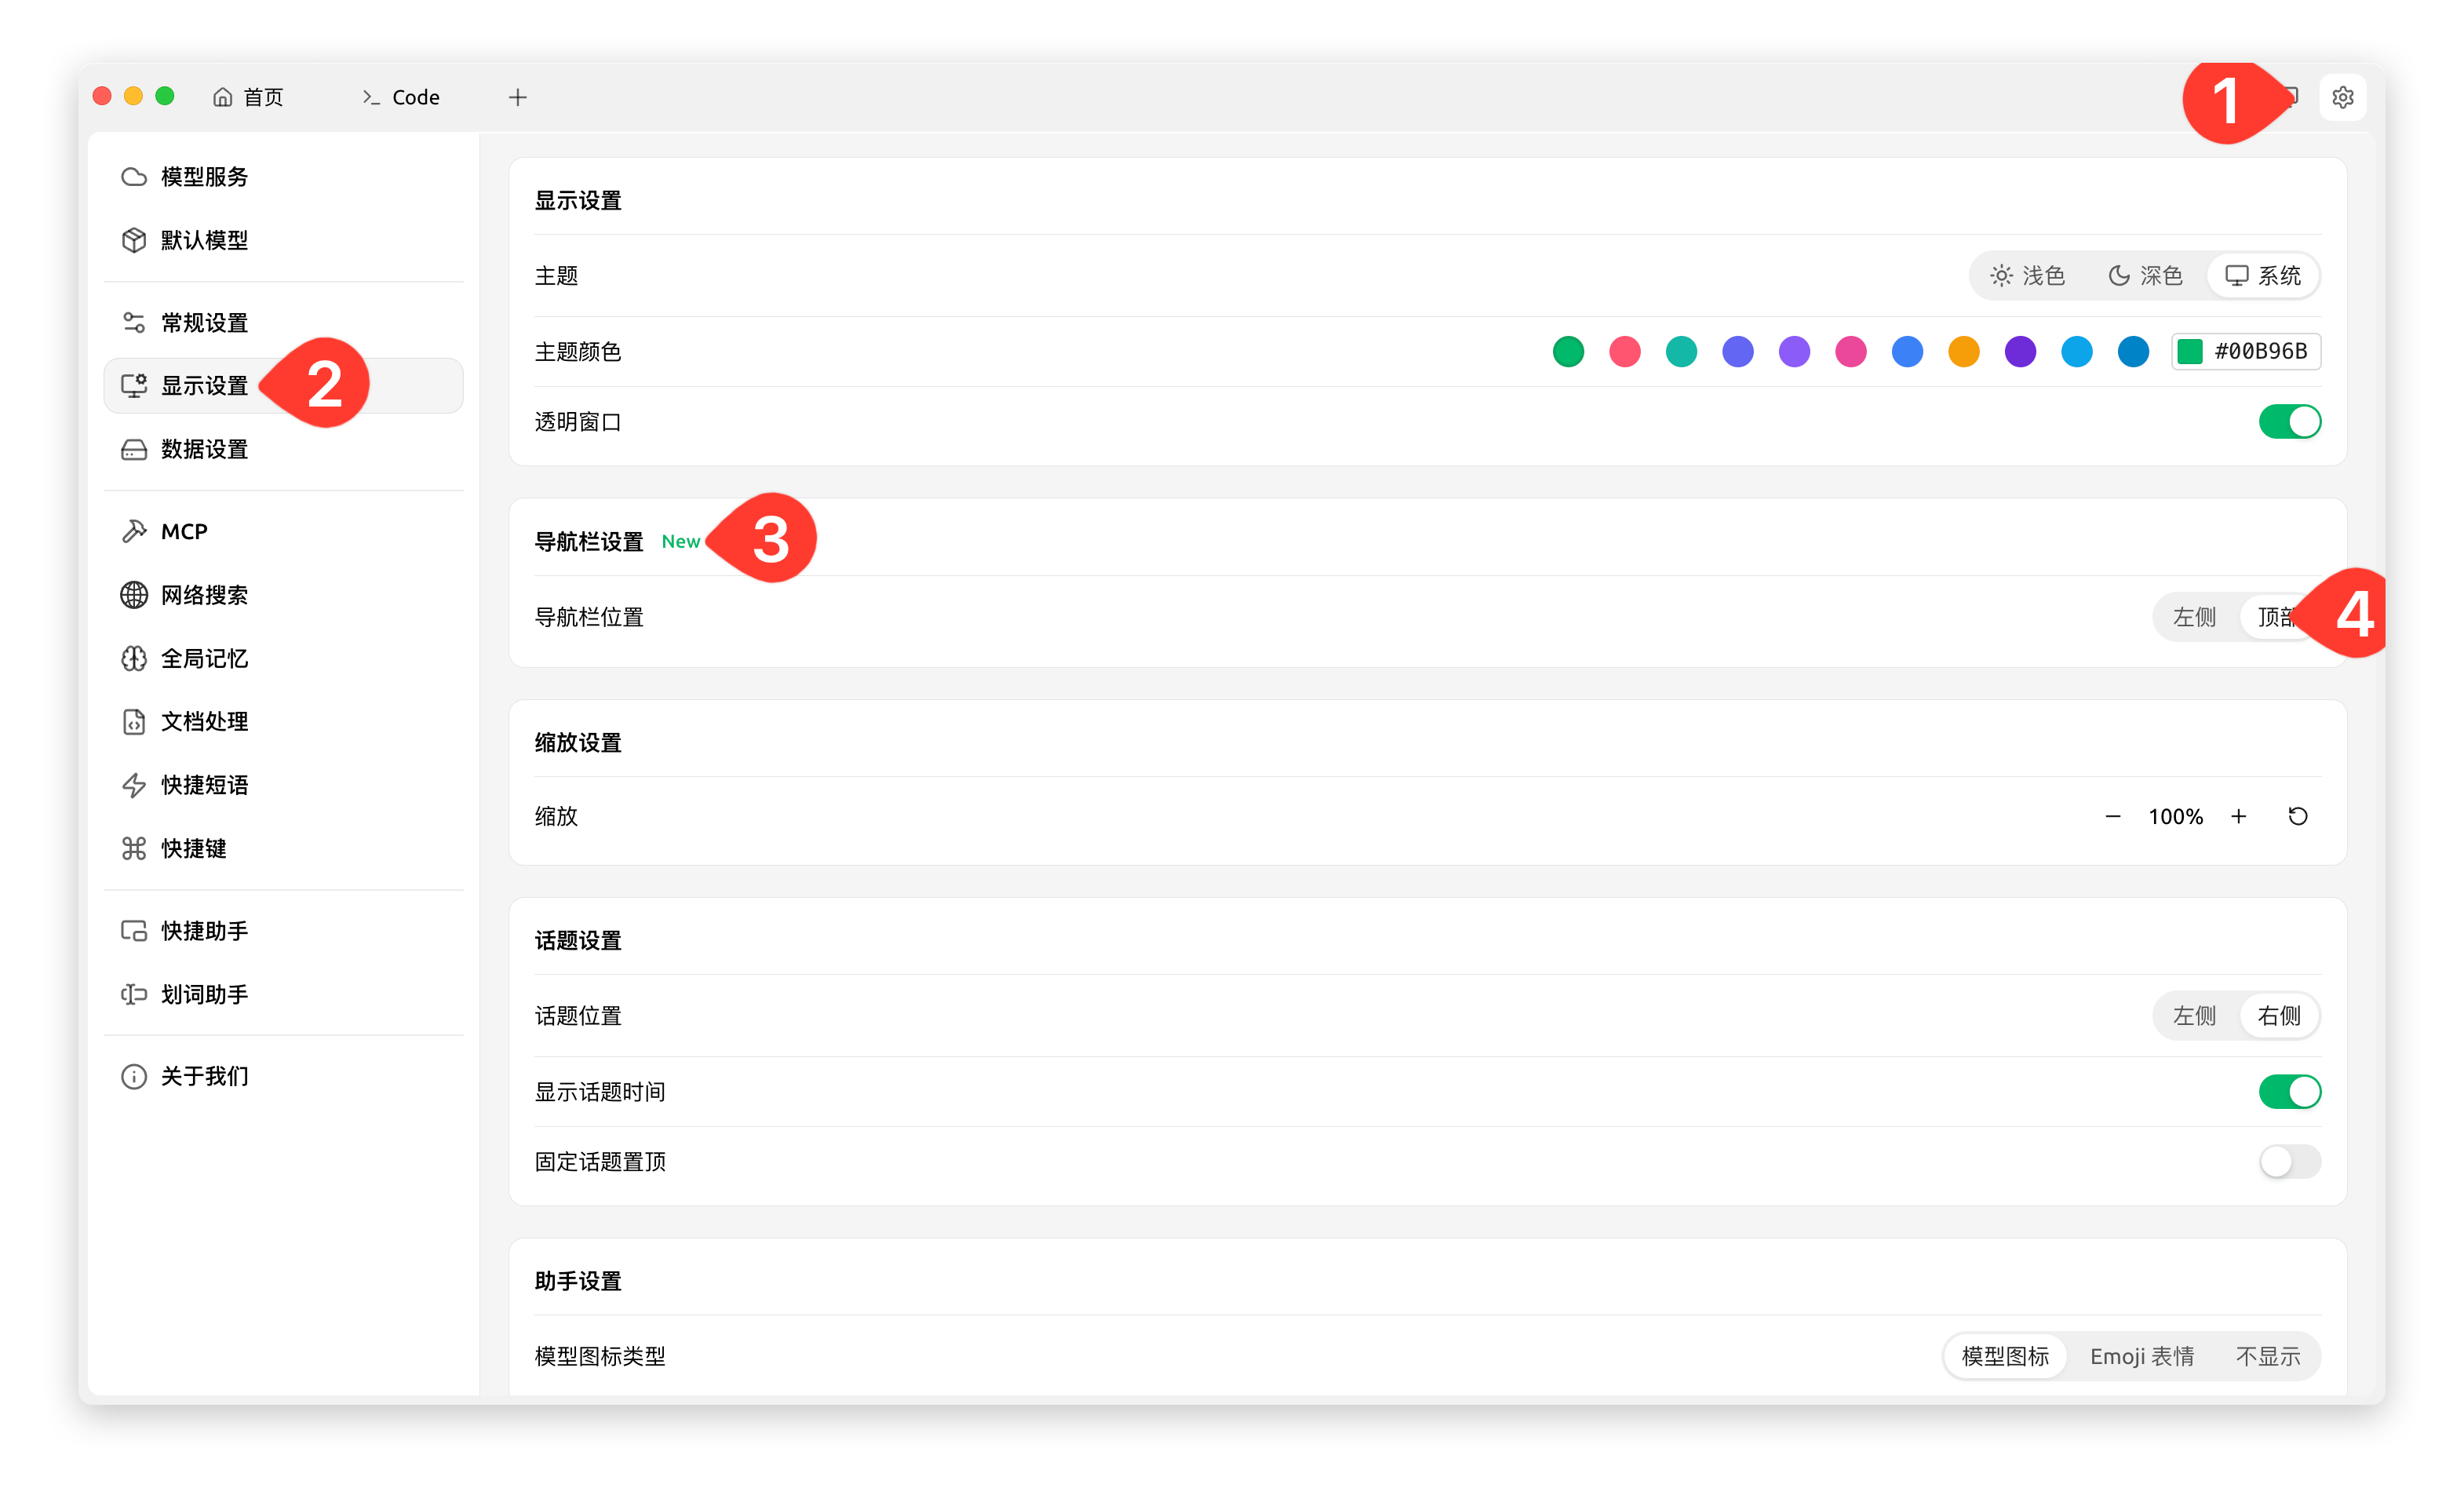 首页
Code
1
模型服务
默认模型
常规设置
显示设置
2
数据设置
MCP
网络搜索
全局记忆
文档处理
快捷短语
快捷键
快捷助手
划词助手
关于我们
显示设置
主题
浅色 深色 系统
主题颜色
#00B96B
透明窗口
导航栏设置 New
3
导航栏位置
左侧 顶部
4
缩放设置
缩放
− 100% +
话题设置
话题位置
左侧 右侧
显示话题时间
固定话题置顶
助手设置
模型图标类型
模型图标 Emoji 表情 不显示